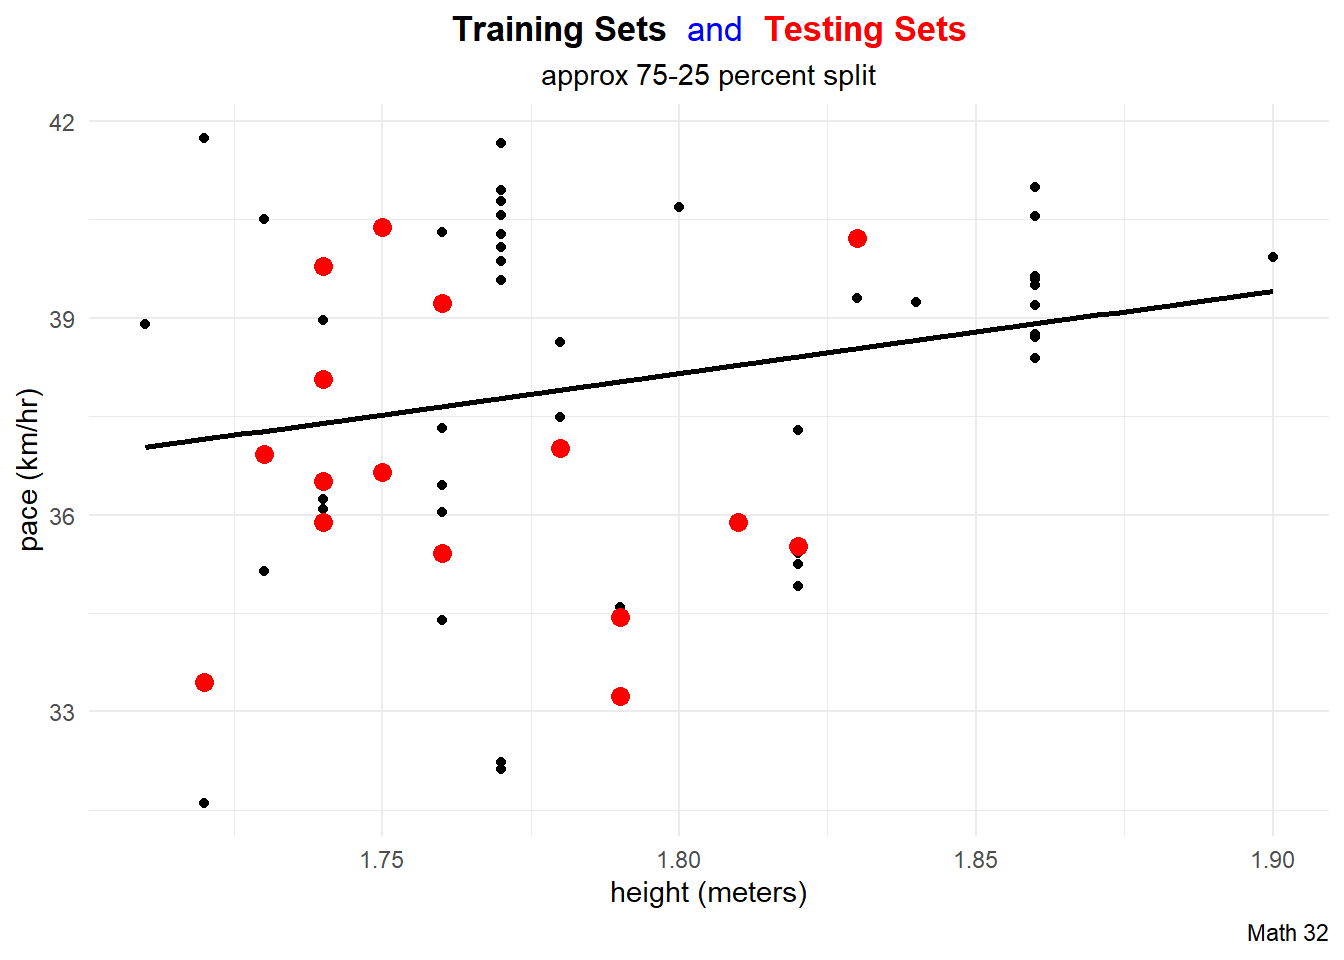 Training Sets and Testing Sets
approx 75-25 percent split
42
39
36
33
pace (km/hr)
1.75 1.80 1.85 1.90
height (meters)
Math 32